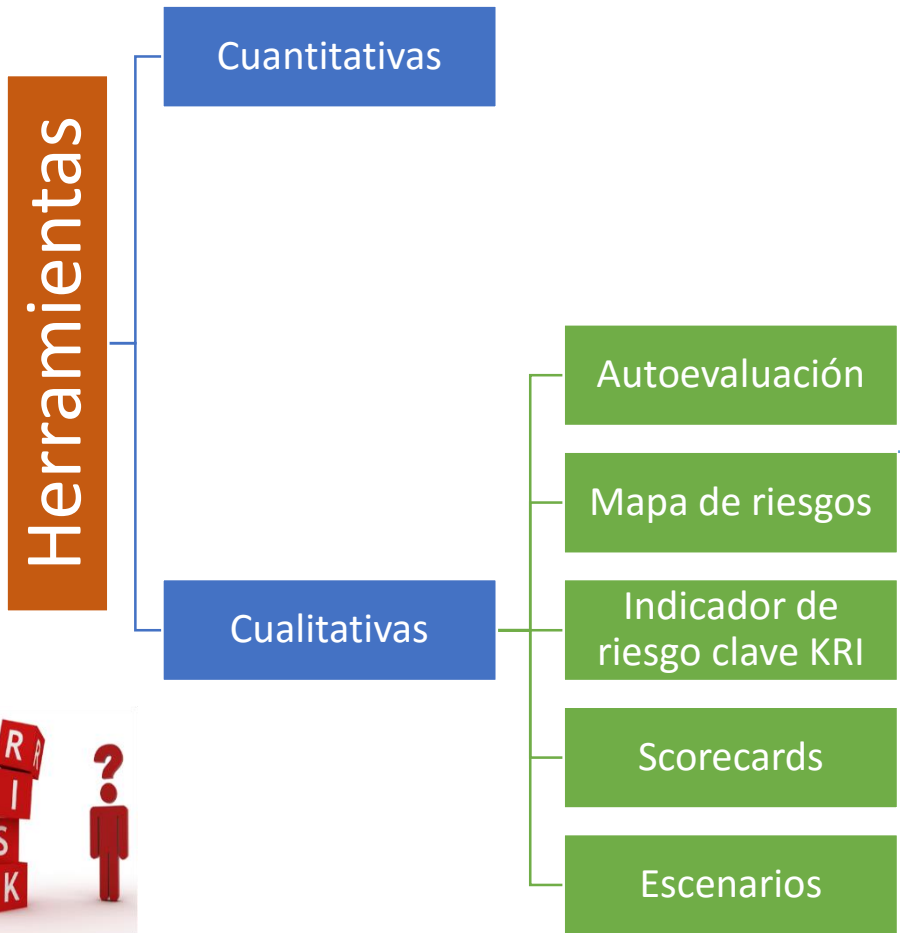 Herramientas
Cuantitativas
Cualitativas
Autoevaluación
Mapa de riesgos
Indicador de
riesgo clave KRI
Scorecards
Escenarios
R R
I
S
K
?